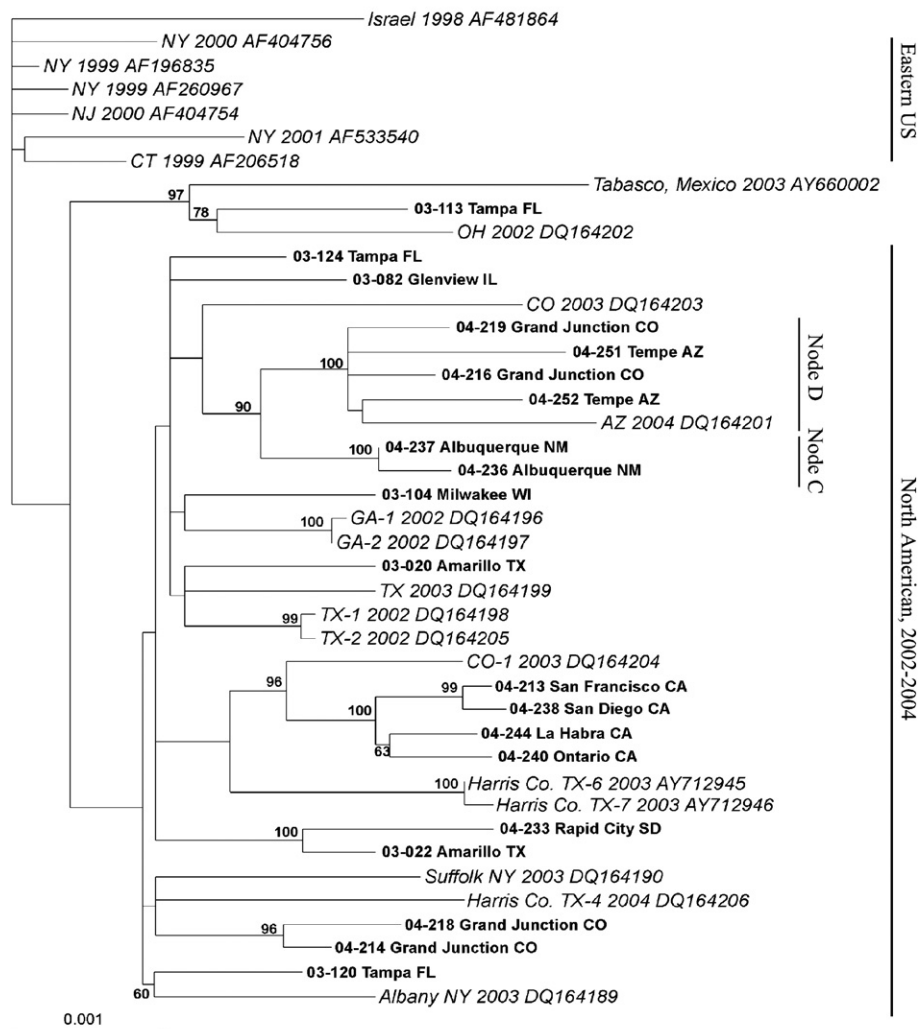 Israel 1998 AF481864
NY 2000 AF404756
NY 1999 AF196835
NY 1999 AF260967
NJ 2000 AF404754
NY 2001 AF533540
CT 1999 AF206518
Eastern US
Tabasco, Mexico 2003 AY660002
97
03-113 Tampa FL
78
OH 2002 DQ164202
03-124 Tampa FL
03-082 Glenview IL
CO 2003 DQ164203
04-219 Grand Junction CO
04-251 Tempe AZ
100
04-216 Grand Junction CO
04-252 Tempe AZ
90
AZ 2004 DQ164201
Node D
04-237 Albuquerque NM
100
04-236 Albuquerque NM
Node C
03-104 Milwakee WI
GA-1 2002 DQ164196
100
GA-2 2002 DQ164197
03-020 Amarillo TX
TX 2003 DQ164199
TX-1 2002 DQ164198
99
TX-2 2002 DQ164205
CO-1 2003 DQ164204
96
04-213 San Francisco CA
99
04-238 San Diego CA
100
04-244 La Habra CA
63
04-240 Ontario CA
Harris Co. TX-6 2003 AY712945
100
Harris Co. TX-7 2003 AY712946
04-233 Rapid City SD
100
03-022 Amarillo TX
Suffolk NY 2003 DQ164190
Harris Co. TX-4 2004 DQ164206
04-218 Grand Junction CO
96
04-214 Grand Junction CO
03-120 Tampa FL
60
Albany NY 2003 DQ164189
North American, 2002-2004
0.001